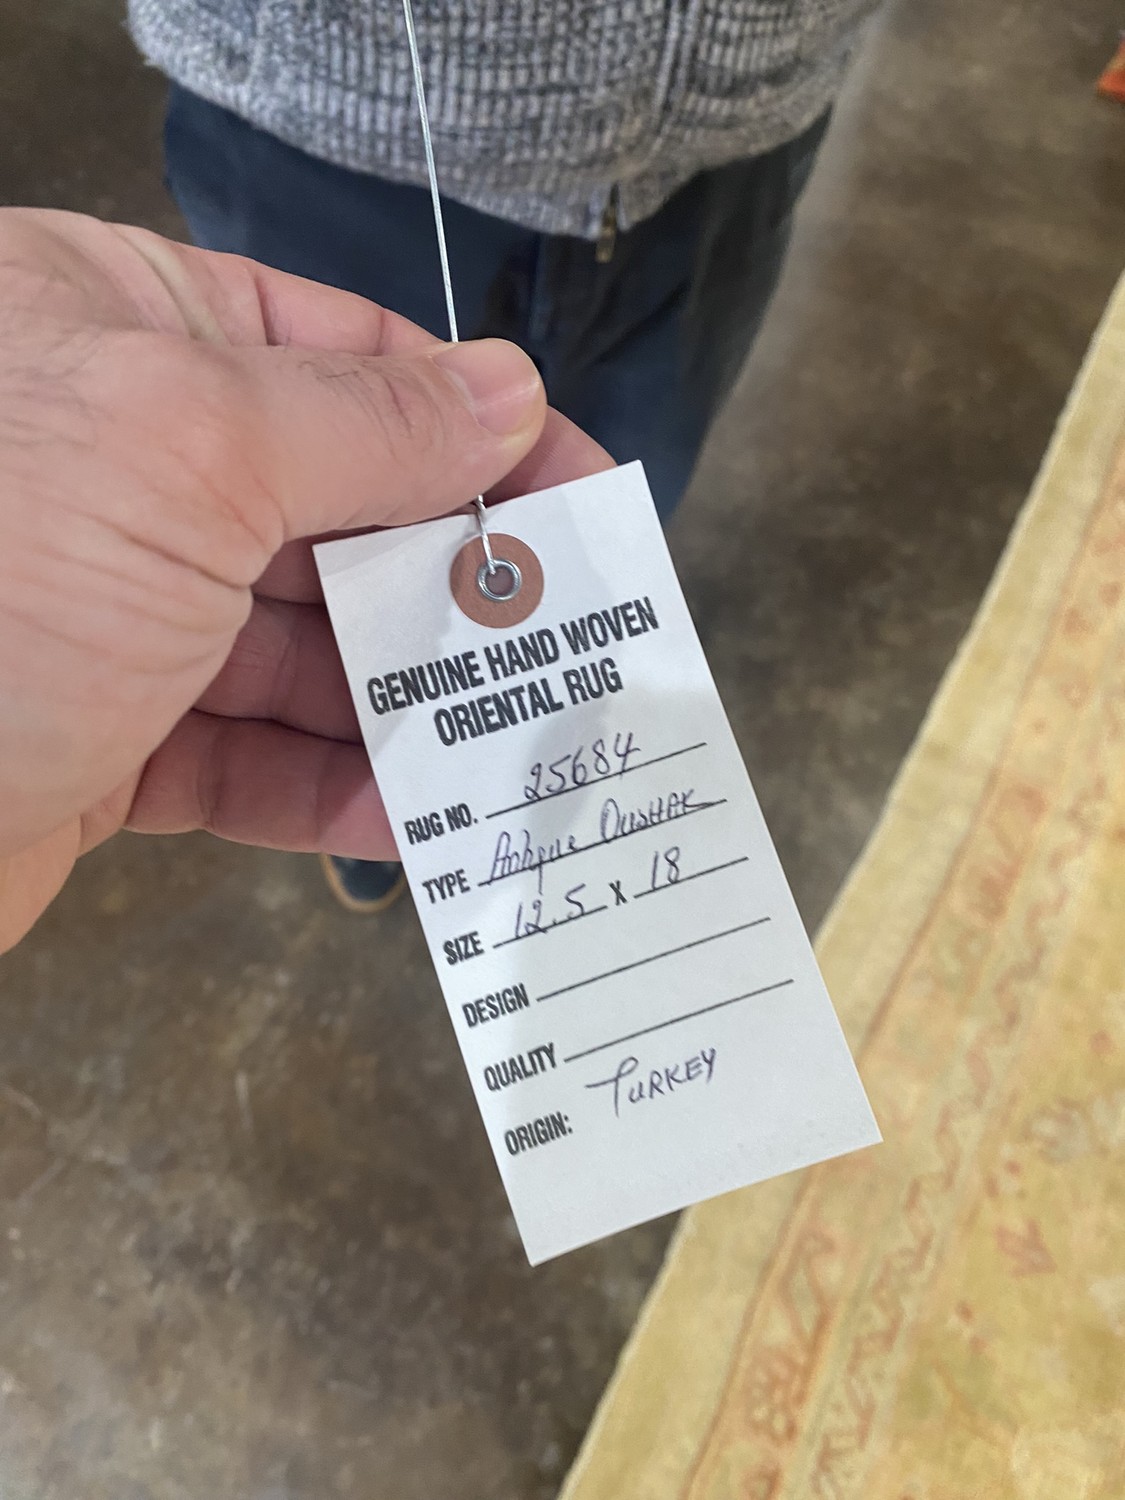 GENUINE HAND WOVEN
ORIENTAL RUG
RUG NO. 25684
TYPE Antique Oushak
SIZE 12.5 X 18
DESIGN
QUALITY
ORIGIN: TURKEY